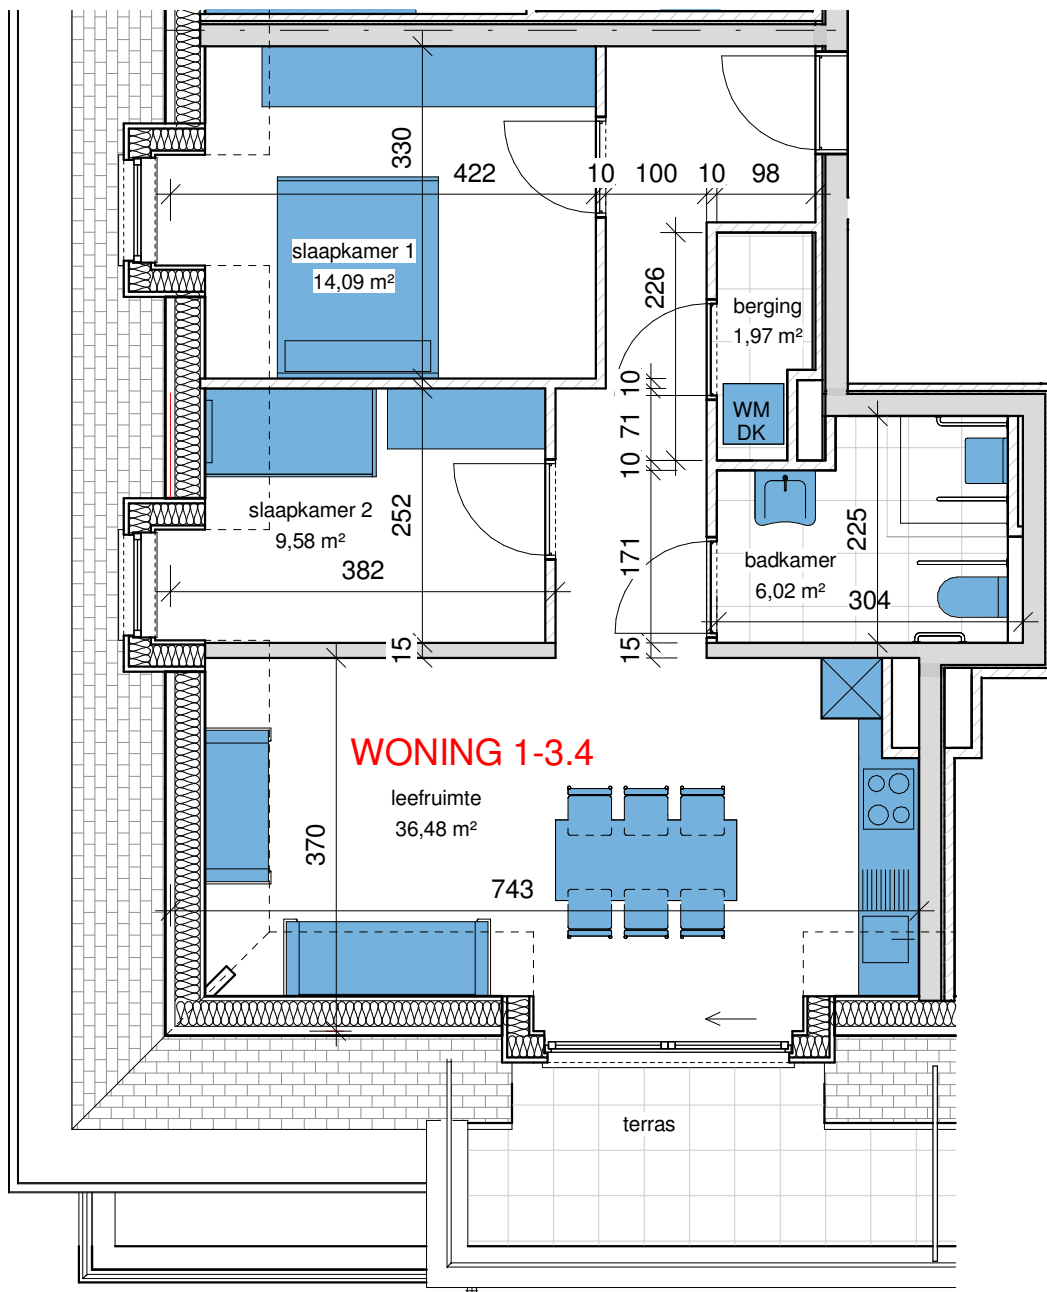 330
422
10
100
10
98
slaapkamer 1
14,09 m²
226
berging
1,97 m²
10
71
10
WM
DK
slaapkamer 2
9,58 m²
252
382
171
225
badkamer
6,02 m²
304
15
15
WONING 1-3.4
leefruimte
36,48 m²
370
743
terras